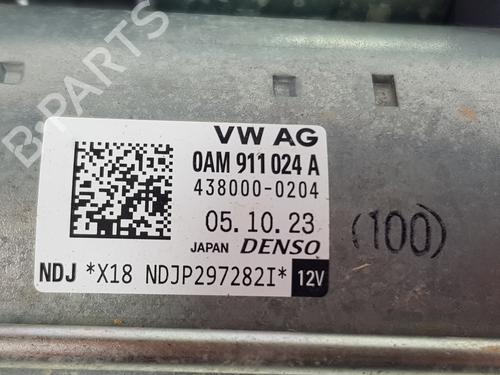 B-PARTS
VW AG
0AM 911 024 A
438000-0204
05.10.23
JAPAN DENSO
(100)
NDJ *X18 NDJP297282I* 12V